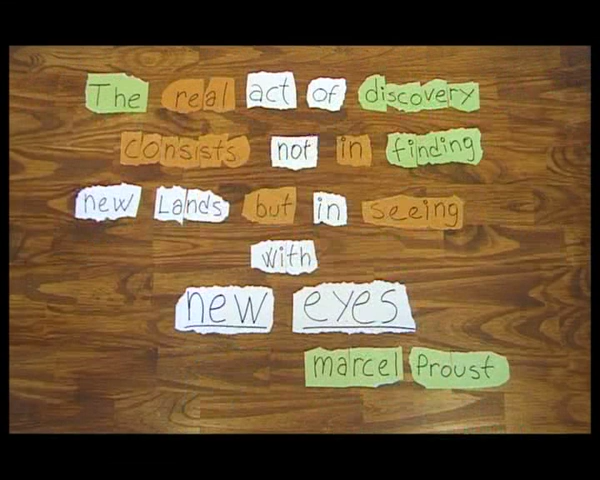 The real act of discovery
consists not in finding
new Lands but in seeing
with
new eyes
marcel Proust